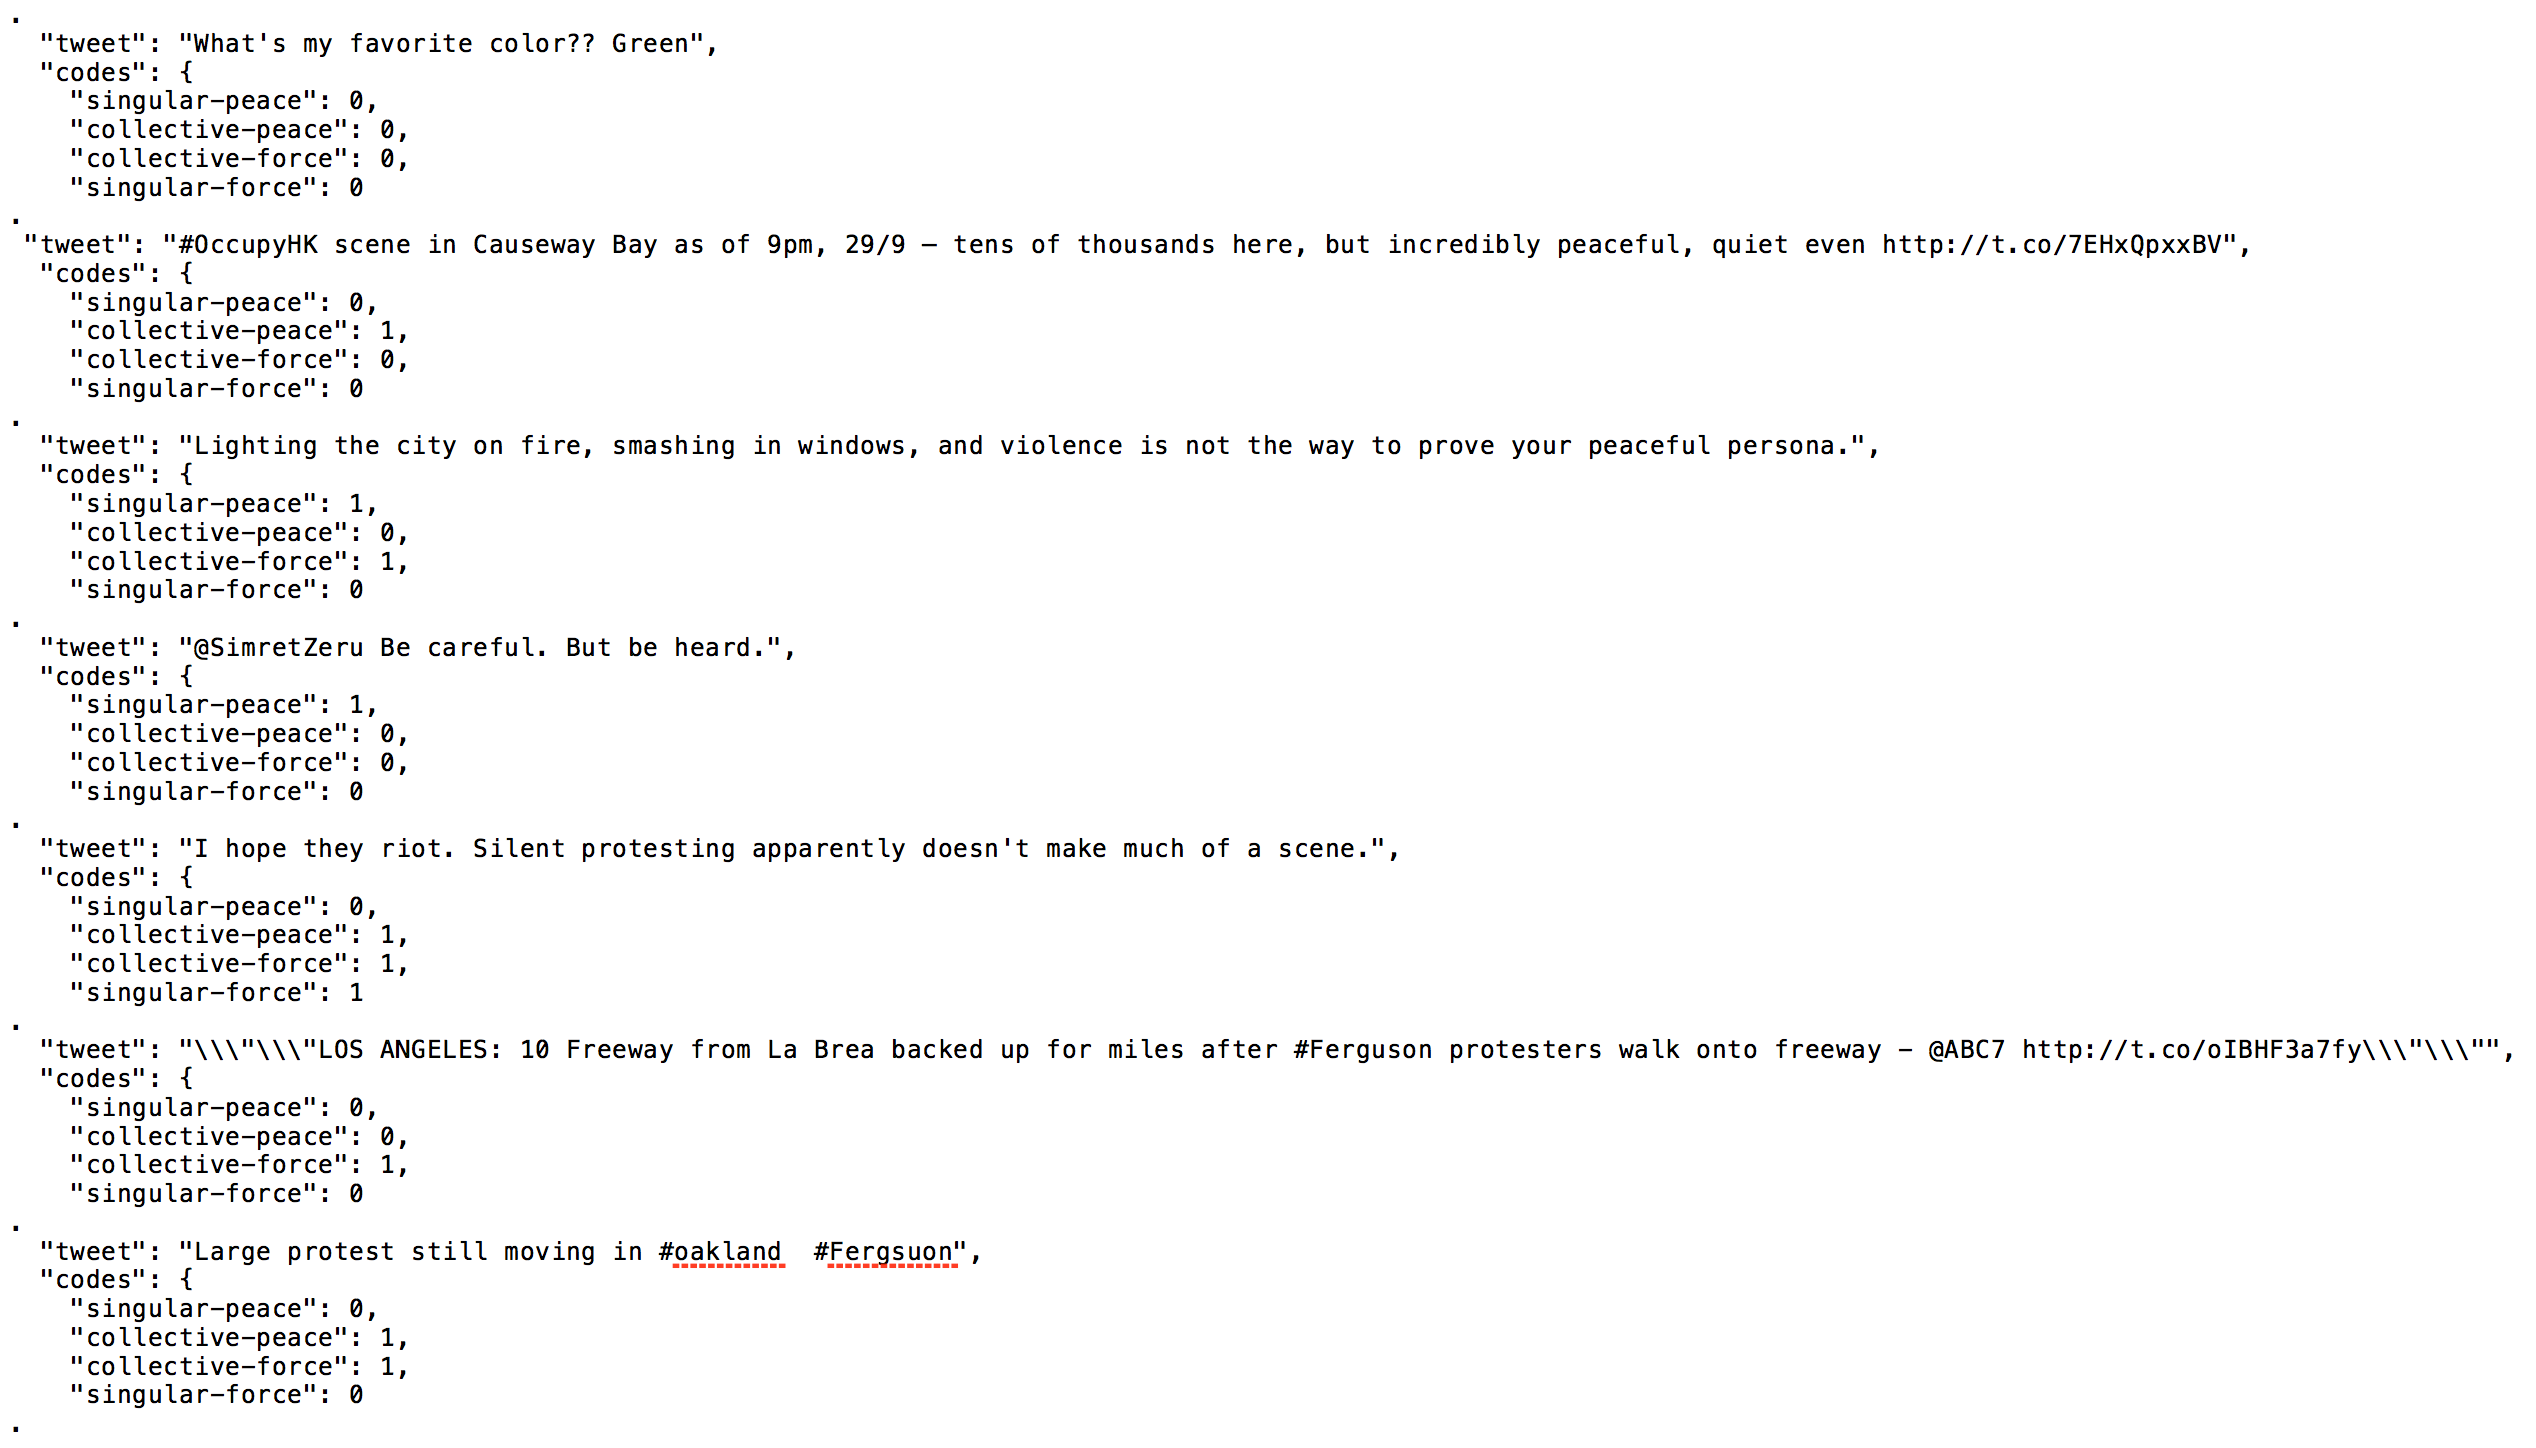 .
"tweet": "What's my favorite color?? Green",
"codes": {
"singular-peace": 0,
"collective-peace": 0,
"collective-force": 0,
"singular-force": 0
.
"tweet": "#OccupyHK scene in Causeway Bay as of 9pm, 29/9 – tens of thousands here, but incredibly peaceful, quiet even http://t.co/7EHxQpxxBV",
"codes": {
"singular-peace": 0,
"collective-peace": 1,
"collective-force": 0,
"singular-force": 0
.
"tweet": "Lighting the city on fire, smashing in windows, and violence is not the way to prove your peaceful persona.",
"codes": {
"singular-peace": 1,
"collective-peace": 0,
"collective-force": 1,
"singular-force": 0
.
"tweet": "@SimretZeru Be careful. But be heard.",
"codes": {
"singular-peace": 1,
"collective-peace": 0,
"collective-force": 0,
"singular-force": 0
.
"tweet": "I hope they riot. Silent protesting apparently doesn't make much of a scene.",
"codes": {
"singular-peace": 0,
"collective-peace": 1,
"collective-force": 1,
"singular-force": 1
.
"tweet": "\\\"\\\"LOS ANGELES: 10 Freeway from La Brea backed up for miles after #Ferguson protesters walk onto freeway – @ABC7 http://t.co/oIBHF3a7fy\\\"\\\"",
"codes": {
"singular-peace": 0,
"collective-peace": 0,
"collective-force": 1,
"singular-force": 0
.
"tweet": "Large protest still moving in #oakland  #Fergsuon",
"codes": {
"singular-peace": 0,
"collective-peace": 1,
"collective-force": 1,
"singular-force": 0
.